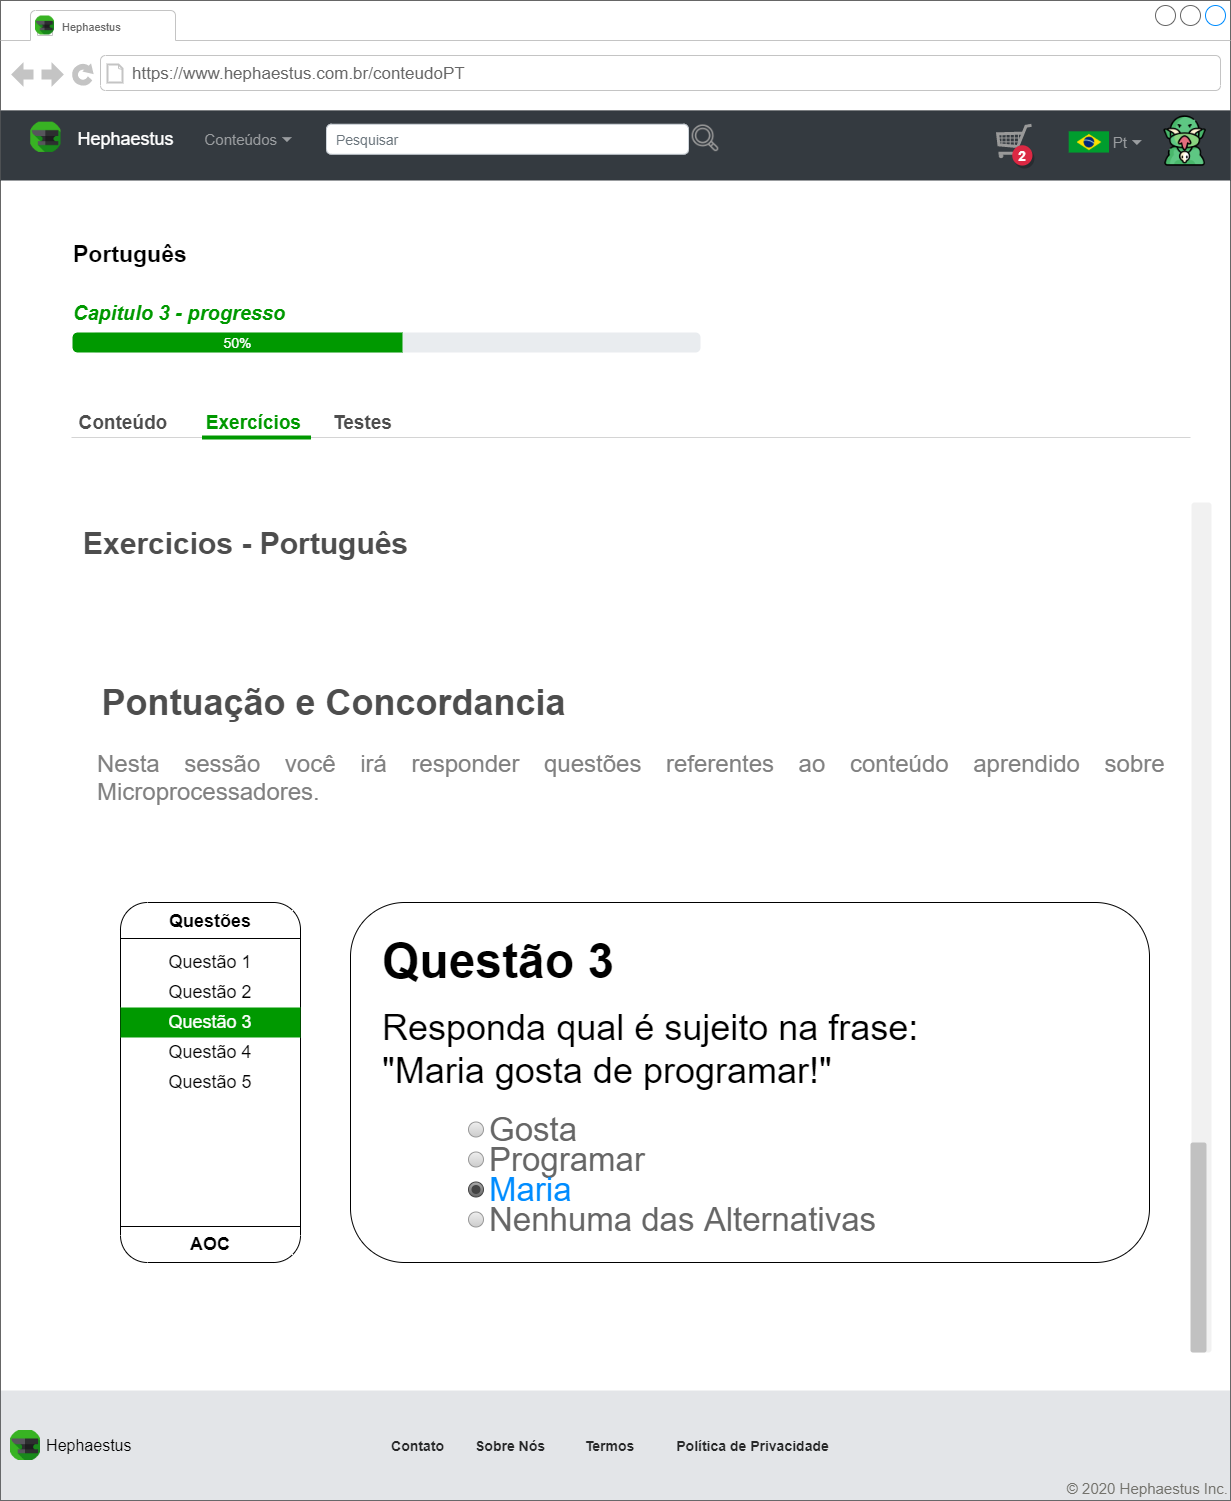 Hephaestus
https://www.hephaestus.com.br/conteudoPT
Hephaestus Conteúdos Pesquisar 2 Pt
Português
Capitulo 3 - progresso
50%
Conteúdo Exercícios Testes
Exercicios - Português
Pontuação e Concordancia
Nesta sessão você irá responder questões referentes ao conteúdo aprendido sobre
Microprocessadores.
Questões
Questão 1
Questão 2
Questão 3
Questão 4
Questão 5
AOC
Questão 3
Responda qual é sujeito na frase:
"Maria gosta de programar!"
Gosta
Programar
Maria
Nenhuma das Alternativas
Hephaestus Contato Sobre Nós Termos Política de Privacidade
© 2020 Hephaestus Inc.